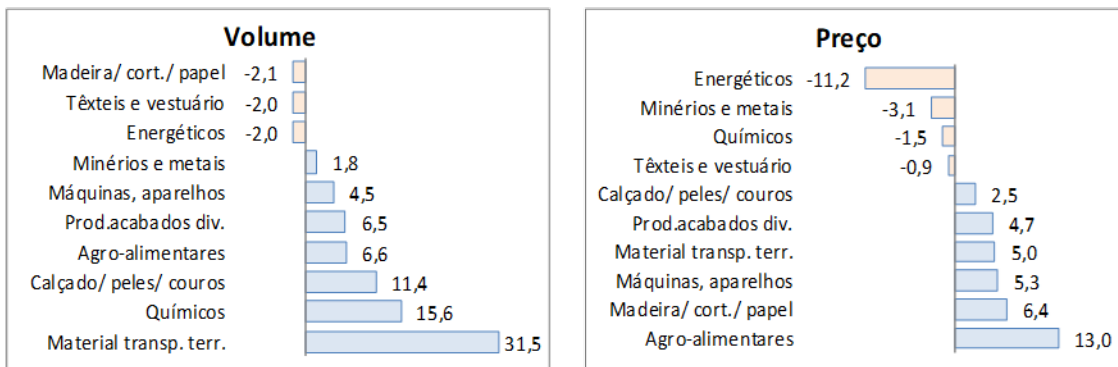 Volume
Madeira/ cort./ papel -2,1
Têxteis e vestuário -2,0
Energéticos -2,0
Minérios e metais 1,8
Máquinas, aparelhos 4,5
Prod.acabados div. 6,5
Agro-alimentares 6,6
Calçado/ peles/ couros 11,4
Químicos 15,6
Material transp. terr. 31,5
Preço
Energéticos -11,2
Minérios e metais -3,1
Químicos -1,5
Têxteis e vestuário -0,9
Calçado/ peles/ couros 2,5
Prod.acabados div. 4,7
Material transp. terr. 5,0
Máquinas, aparelhos 5,3
Madeira/ cort./ papel 6,4
Agro-alimentares 13,0